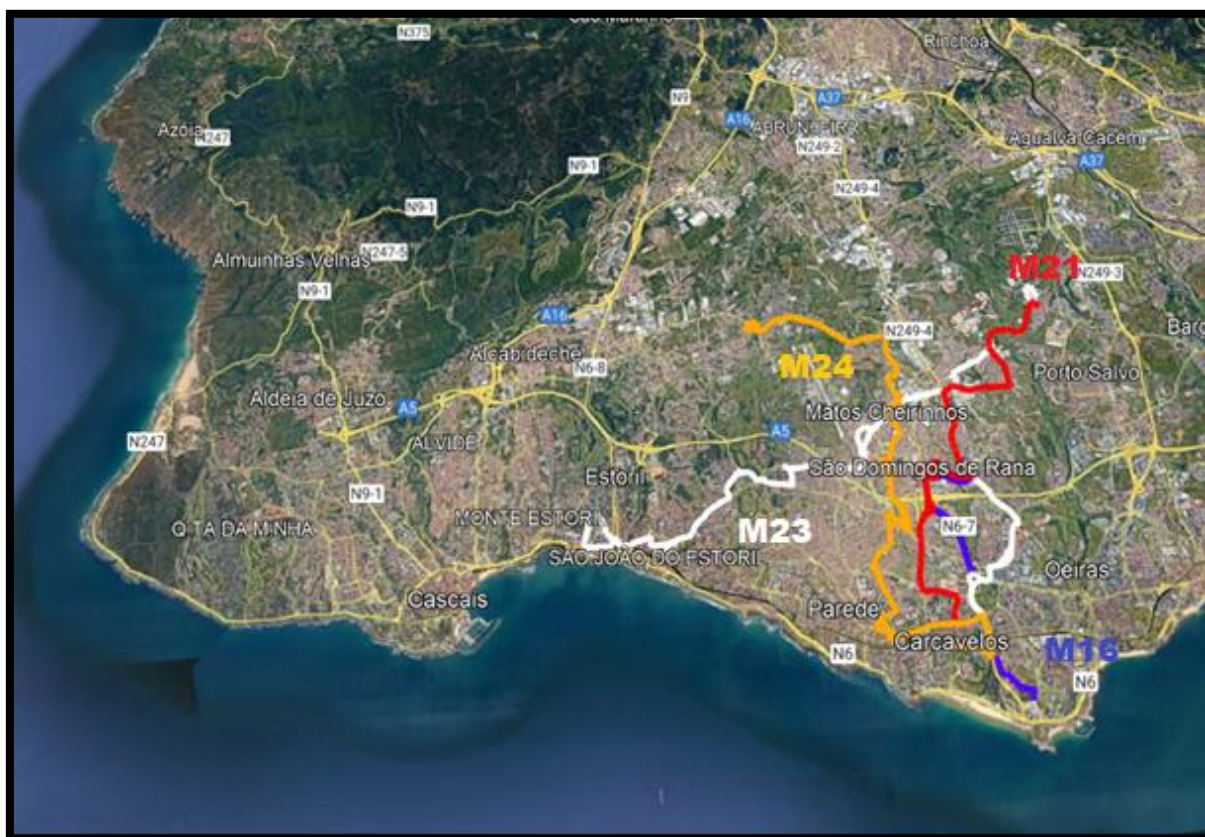 N375
Rinchoa
N9
A37
A16
Azóia
N247
N249-2
Agualva Cacém
A37
N9-1
N249-4
N9-1
N247-5
Almuinhas Velhas
M21
N249-3
N9-1
A16
N249-4
Alcabideche
N6-8
M24
Porto Salvo
Aldeia de Juzo
A5
Matos Cheirinhos
N247
ALVIDE
A5
Estoril
São Domingos de Rana
N9-1
Q.TA DA MINHA
MONTE ESTORIL
M23
N6-7
SÃO JOÃO DO ESTORIL
Oeiras
Cascais
Parede
Carcavelos
N6
M16
N6